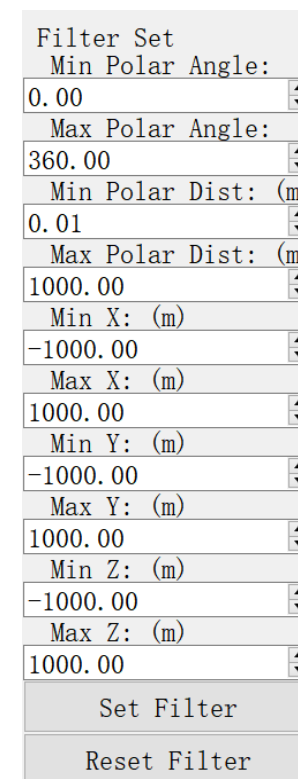 Filter Set
Min Polar Angle:
0.00
Max Polar Angle:
360.00
Min Polar Dist: (m
0.01
Max Polar Dist: (m
1000.00
Min X: (m)
-1000.00
Max X: (m)
1000.00
Min Y: (m)
-1000.00
Max Y: (m)
1000.00
Min Z: (m)
-1000.00
Max Z: (m)
1000.00
Set Filter
Reset Filter